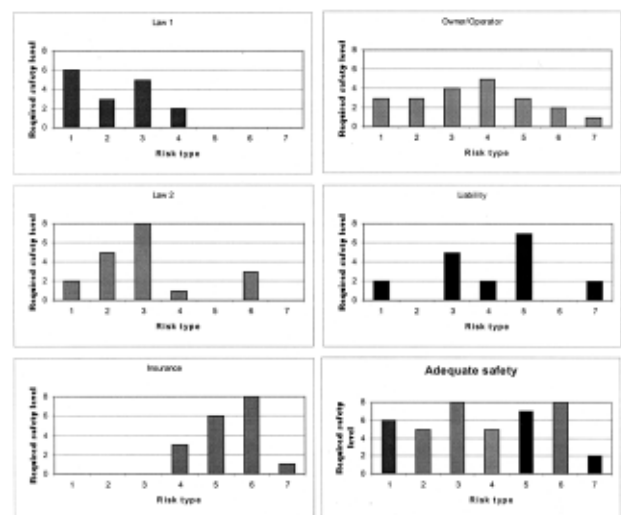 Law 1
Required safety level
8
6
4
2
0
1 2 3 4 5 6 7
Risk type
Owner/Operator
Required safety level
8
6
4
2
0
1 2 3 4 5 6 7
Risk type
Law 2
Required safety level
8
6
4
2
0
1 2 3 4 5 6 7
Risk type
Liability
Required safety level
8
6
4
2
0
1 2 3 4 5 6 7
Risk type
Insurance
Required safety level
8
6
4
2
0
1 2 3 4 5 6 7
Risk type
Adequate safety
Required safety
level
8
6
4
2
0
1 2 3 4 5 6 7
Risk type